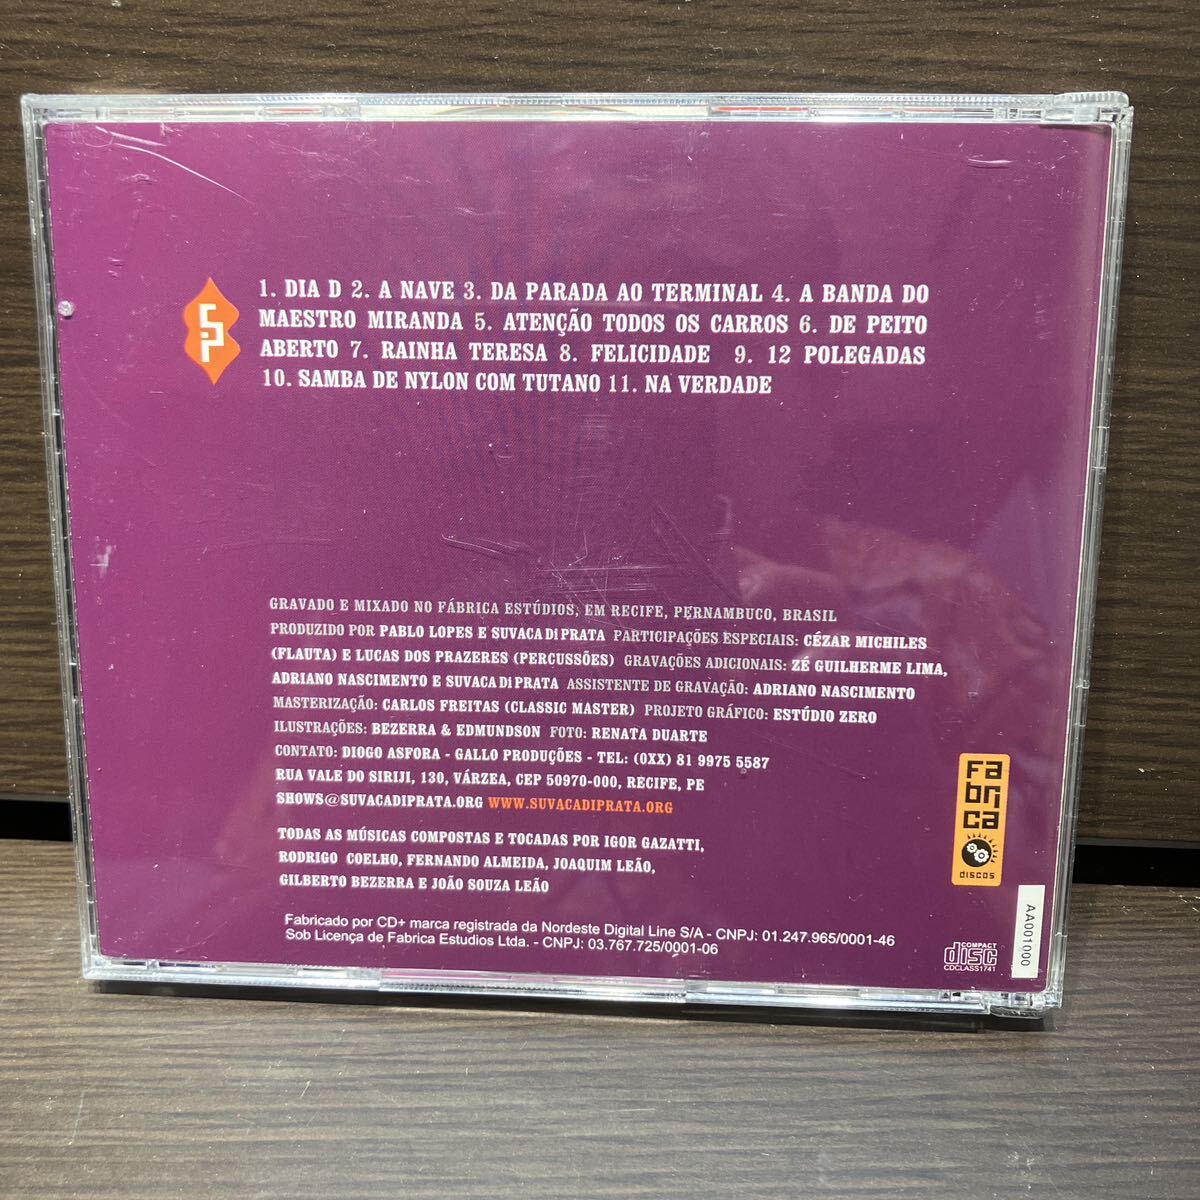 1. DIA D 2. A NAVE 3. DA PARADA AO TERMINAL 4. A BANDA DO
MAESTRO MIRANDA 5. ATENÇÃO TODOS OS CARROS 6. DE PEITO
ABERTO 7. RAINHA TERESA 8. FELICIDADE 9. 12 POLEGADAS
10. SAMBA DE NYLON COM TUTANO 11. NA VERDADE
GRAVADO E MIXADO NO FÁBRICA ESTÚDIOS, EM RECIFE, PERNAMBUCO, BRASIL
PRODUZIDO POR PABLO LOPES E SUVACA Di PRATA PARTICIPAÇÕES ESPECIAIS: CÉZAR MICHILES
(FLAUTA) E LUCAS DOS PRAZERES (PERCUSSÕES) GRAVAÇÕES ADICIONAIS: ZÉ GUILHERME LIMA,
ADRIANO NASCIMENTO E SUVACA Di PRATA ASSISTENTE DE GRAVAÇÃO: ADRIANO NASCIMENTO
MASTERIZAÇÃO: CARLOS FREITAS (CLASSIC MASTER) PROJETO GRÁFICO: ESTÚDIO ZERO
ILUSTRAÇÕES: BEZERRA & EDMUNDSON FOTO: RENATA DUARTE
CONTATO: DIOGO ASFORA - GALLO PRODUÇÕES - TEL: (0XX) 81 9975 5587
RUA VALE DO SIRIJI, 130, VÁRZEA, CEP 50970-000, RECIFE, PE
SHOWS@SUVACADIPRATA.ORG WWW.SUVACADIPRATA.ORG
TODAS AS MÚSICAS COMPOSTAS E TOCADAS POR IGOR GAZATTI,
RODRIGO COELHO, FERNANDO ALMEIDA, JOAQUIM LEÃO,
GILBERTO BEZERRA E JOÃO SOUZA LEÃO
Fabricado por CD+ marca registrada da Nordeste Digital Line S/A - CNPJ: 01.247.965/0001-46
Sob Licença de Fabrica Estudios Ltda. - CNPJ: 03.767.725/0001-06
Fabrica
discos
COMPACT
disc
CDCLASS1741
AA001000